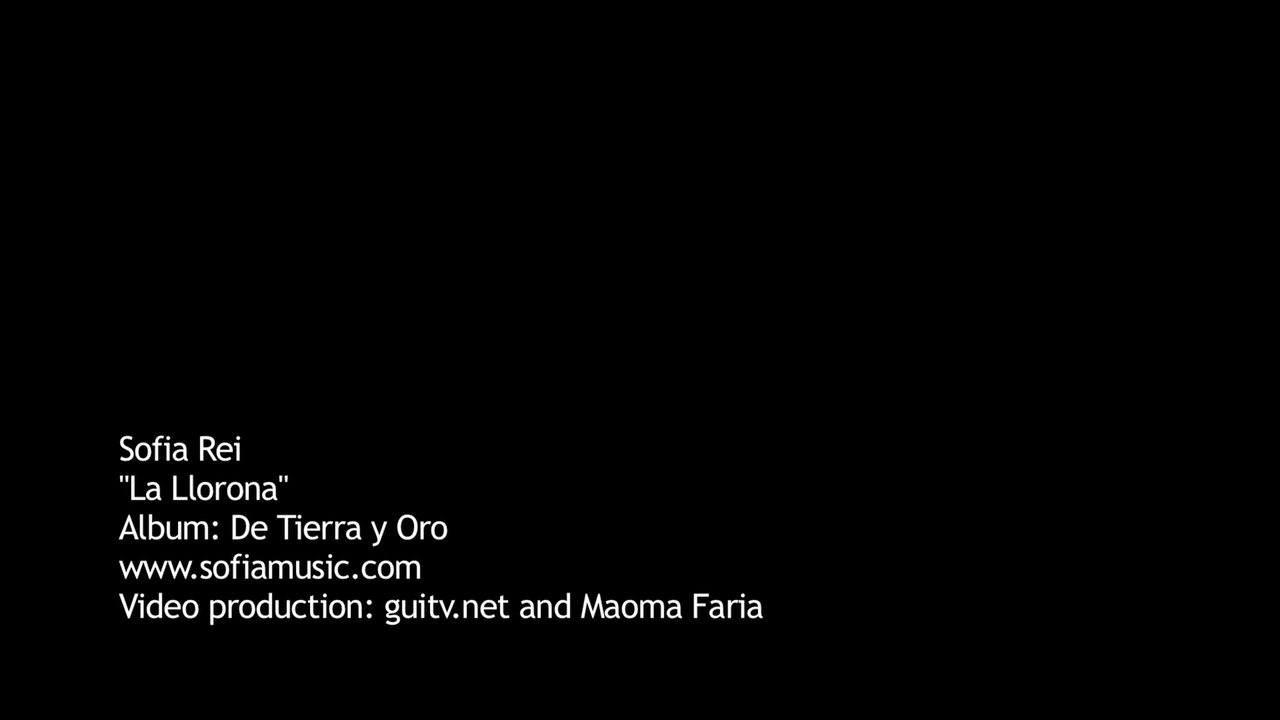 Sofia Rei
"La Llorona"
Album: De Tierra y Oro
www.sofiamusic.com
Video production: guitv.net and Maoma Faria